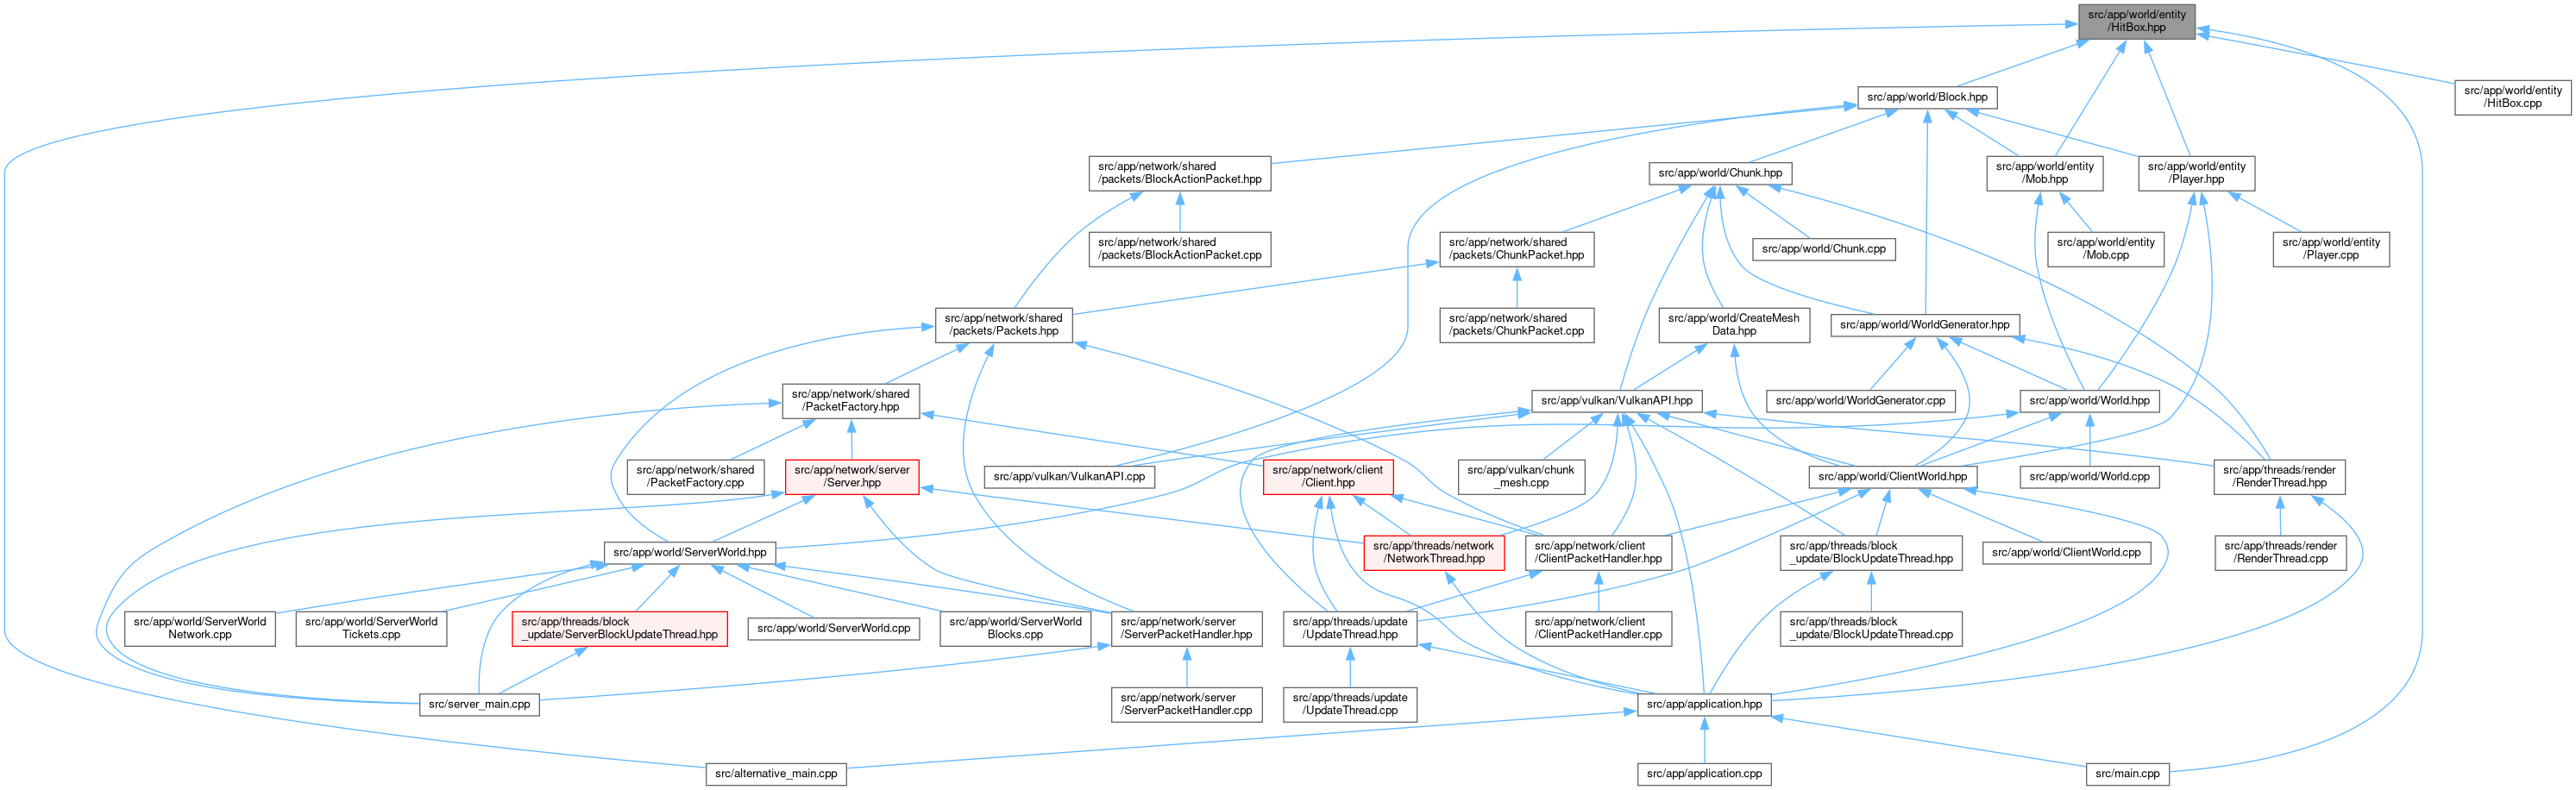 src/app/world/entity
/HitBox.hpp
src/app/world/entity
/HitBox.cpp
src/app/world/Block.hpp
src/app/network/shared
/packets/BlockActionPacket.hpp
src/app/world/Chunk.hpp
src/app/world/entity
/Mob.hpp
src/app/world/entity
/Player.hpp
src/app/network/shared
/packets/BlockActionPacket.cpp
src/app/network/shared
/packets/ChunkPacket.hpp
src/app/world/Chunk.cpp
src/app/world/entity
/Mob.cpp
src/app/world/entity
/Player.cpp
src/app/network/shared
/packets/Packets.hpp
src/app/network/shared
/packets/ChunkPacket.cpp
src/app/world/CreateMesh
Data.hpp
src/app/world/WorldGenerator.hpp
src/app/network/shared
/PacketFactory.hpp
src/app/vulkan/VulkanAPI.hpp
src/app/world/WorldGenerator.cpp
src/app/world/World.hpp
src/app/network/shared
/PacketFactory.cpp
src/app/network/server
/Server.hpp
src/app/vulkan/VulkanAPI.cpp
src/app/network/client
/Client.hpp
src/app/vulkan/chunk
_mesh.cpp
src/app/world/ClientWorld.hpp
src/app/world/World.cpp
src/app/threads/render
/RenderThread.hpp
src/app/world/ServerWorld.hpp
src/app/threads/network
/NetworkThread.hpp
src/app/network/client
/ClientPacketHandler.hpp
src/app/threads/block
_update/BlockUpdateThread.hpp
src/app/world/ClientWorld.cpp
src/app/threads/render
/RenderThread.cpp
src/app/world/ServerWorld
Network.cpp
src/app/world/ServerWorld
Tickets.cpp
src/app/threads/block
_update/ServerBlockUpdateThread.hpp
src/app/world/ServerWorld.cpp
src/app/world/ServerWorld
Blocks.cpp
src/app/network/server
/ServerPacketHandler.hpp
src/app/threads/update
/UpdateThread.hpp
src/app/network/client
/ClientPacketHandler.cpp
src/app/threads/block
_update/BlockUpdateThread.cpp
src/server_main.cpp
src/app/network/server
/ServerPacketHandler.cpp
src/app/threads/update
/UpdateThread.cpp
src/app/application.hpp
src/alternative_main.cpp
src/app/application.cpp
src/main.cpp